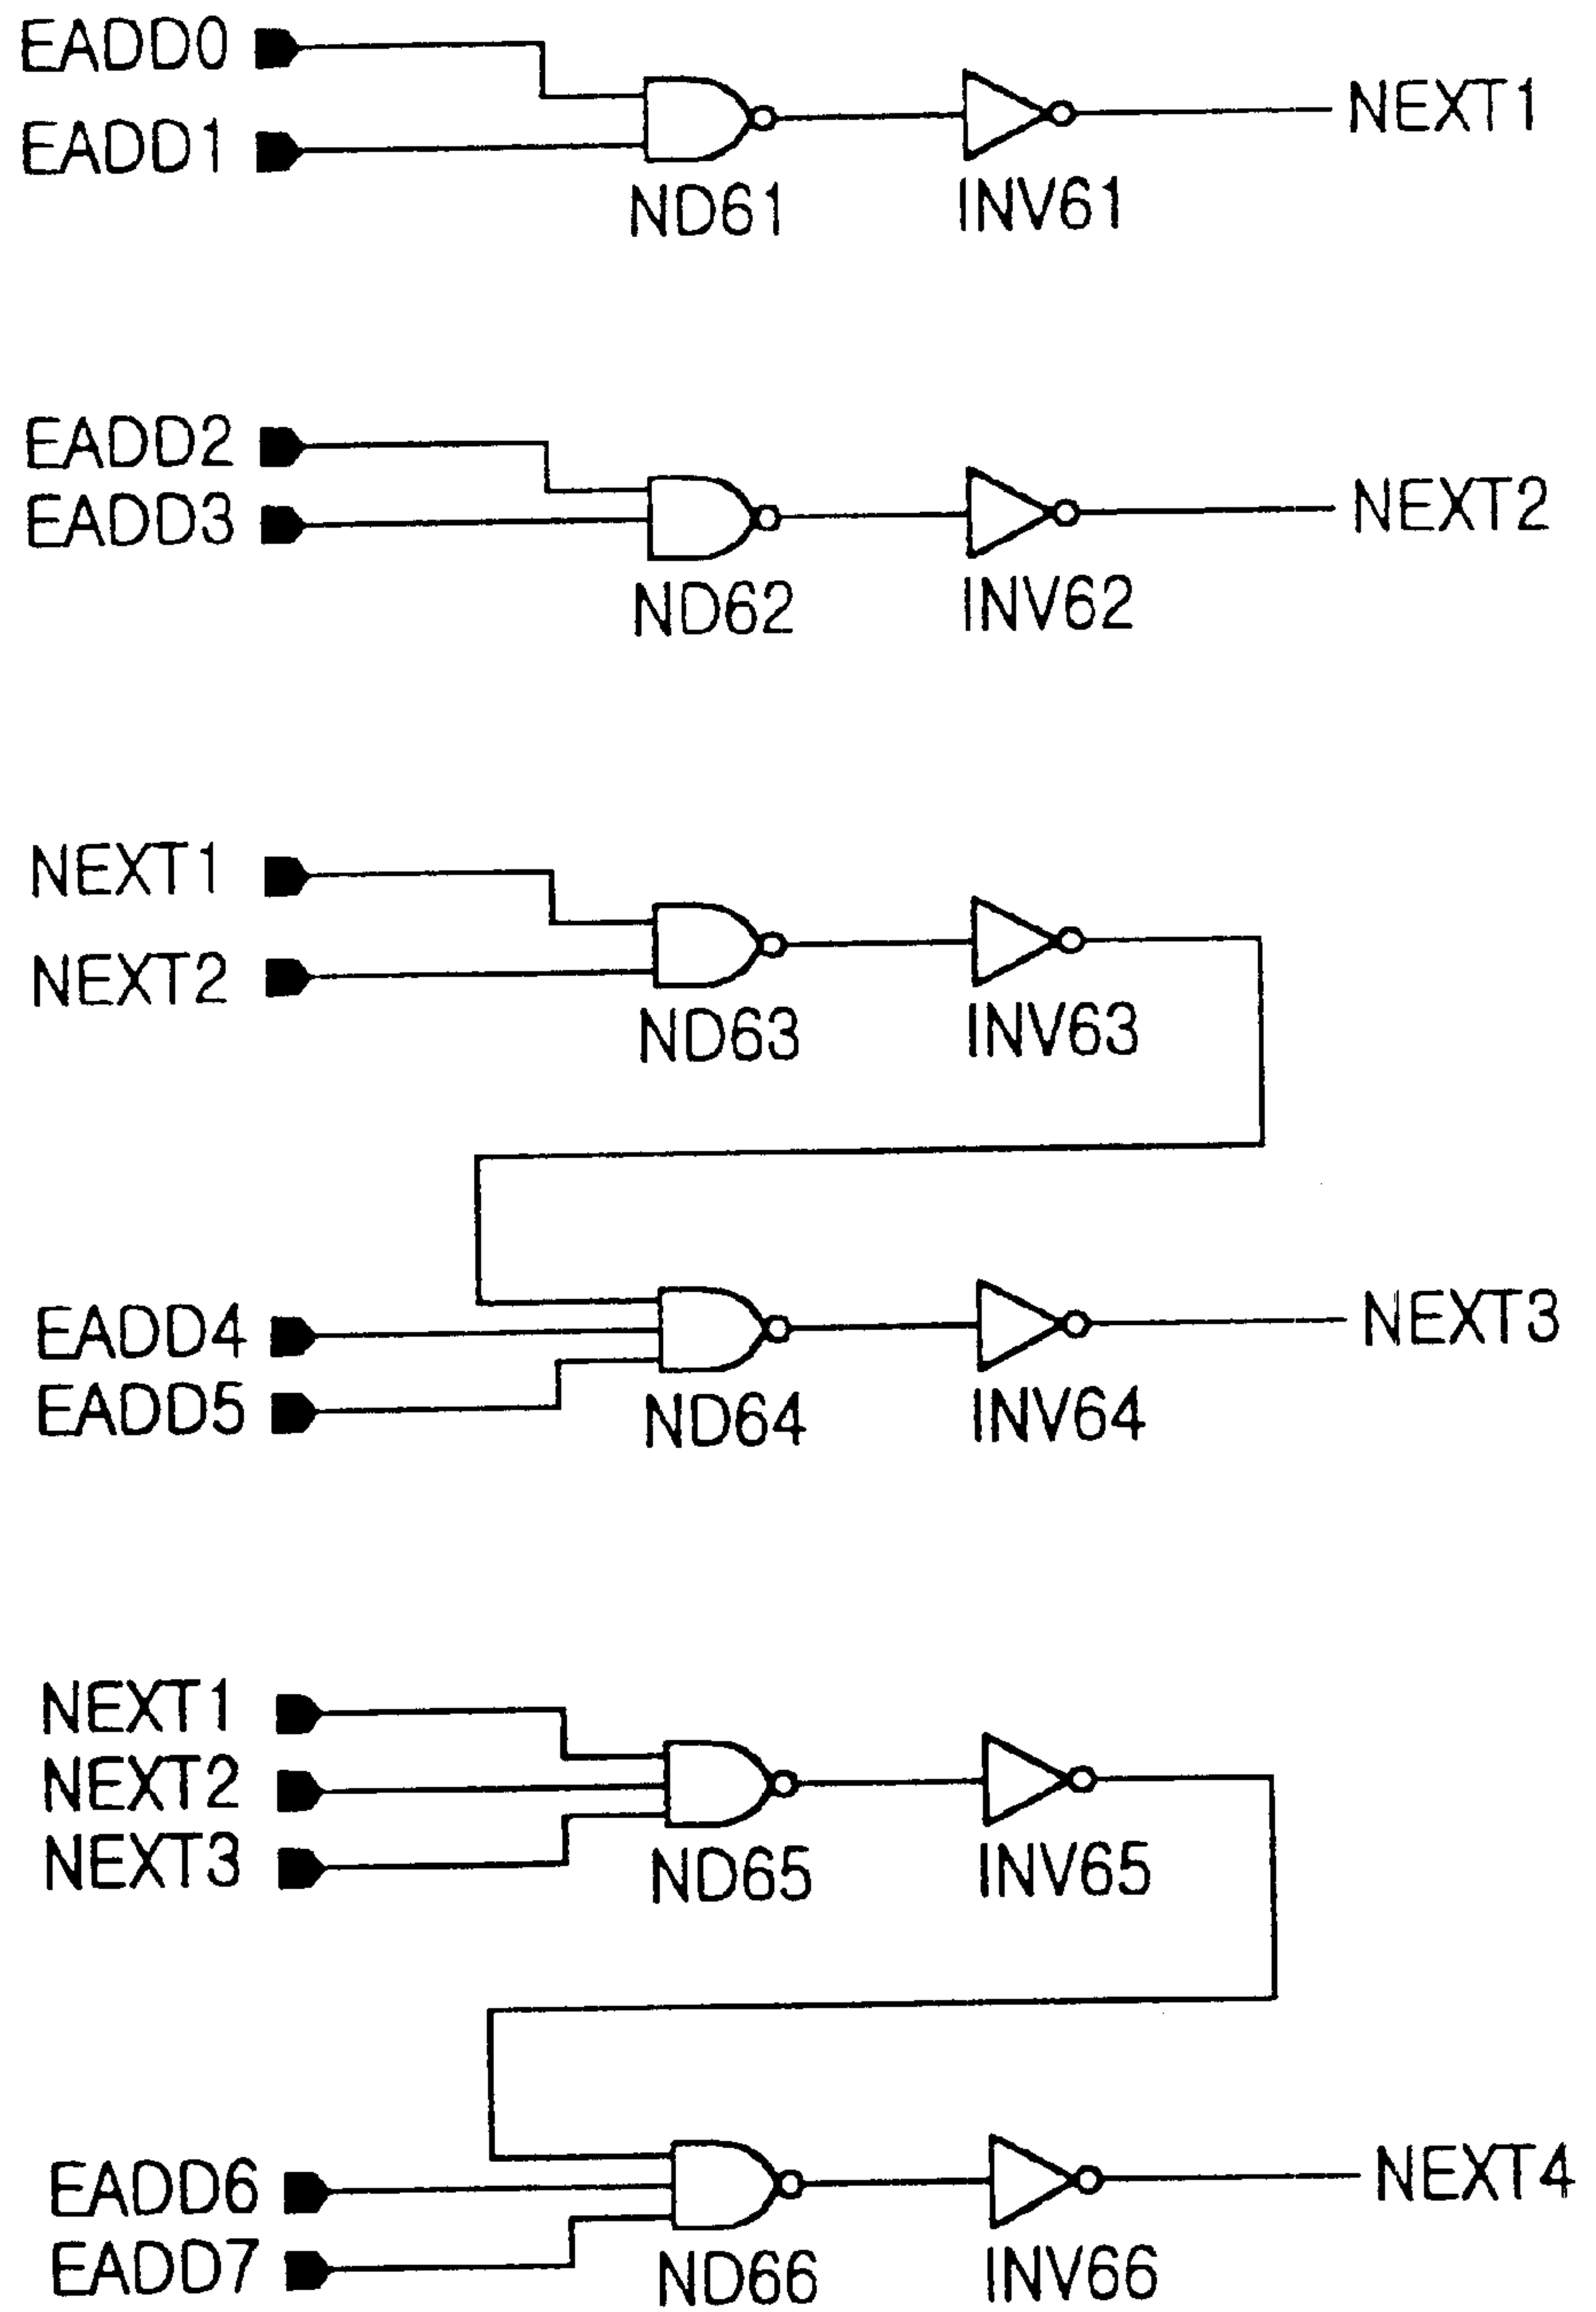 EADD0
EADD1
NEXT1
ND61
INV61
EADD2
EADD3
NEXT2
ND62
INV62
NEXT1
NEXT2
ND63
INV63
EADD4
EADD5
NEXT3
ND64
INV64
NEXT1
NEXT2
NEXT3
ND65
INV65
EADD6
EADD7
NEXT4
ND66
INV66